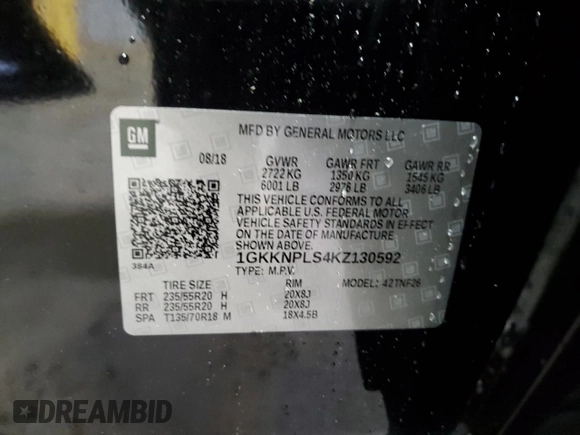 GM
MFD BY GENERAL MOTORS LLC
08/18 GVWR GAWR FRT GAWR RR
2722 KG 1350 KG 1545 KG
6001 LB 2976 LB 3406 LB
THIS VEHICLE CONFORMS TO ALL
APPLICABLE U.S. FEDERAL MOTOR
VEHICLE SAFETY STANDARDS IN EFFECT
ON THE DATE OF MANUFACTURE
SHOWN ABOVE.
384A 1GKKNPLS4KZ130592
TYPE: M.P.V. MODEL: 42TNF26
TIRE SIZE RIM
FRT 235/55R20 H 20X8J
RR 235/55R20 H 20X8J
SPA T135/70R18 M 18X4.5B
DREAMBID